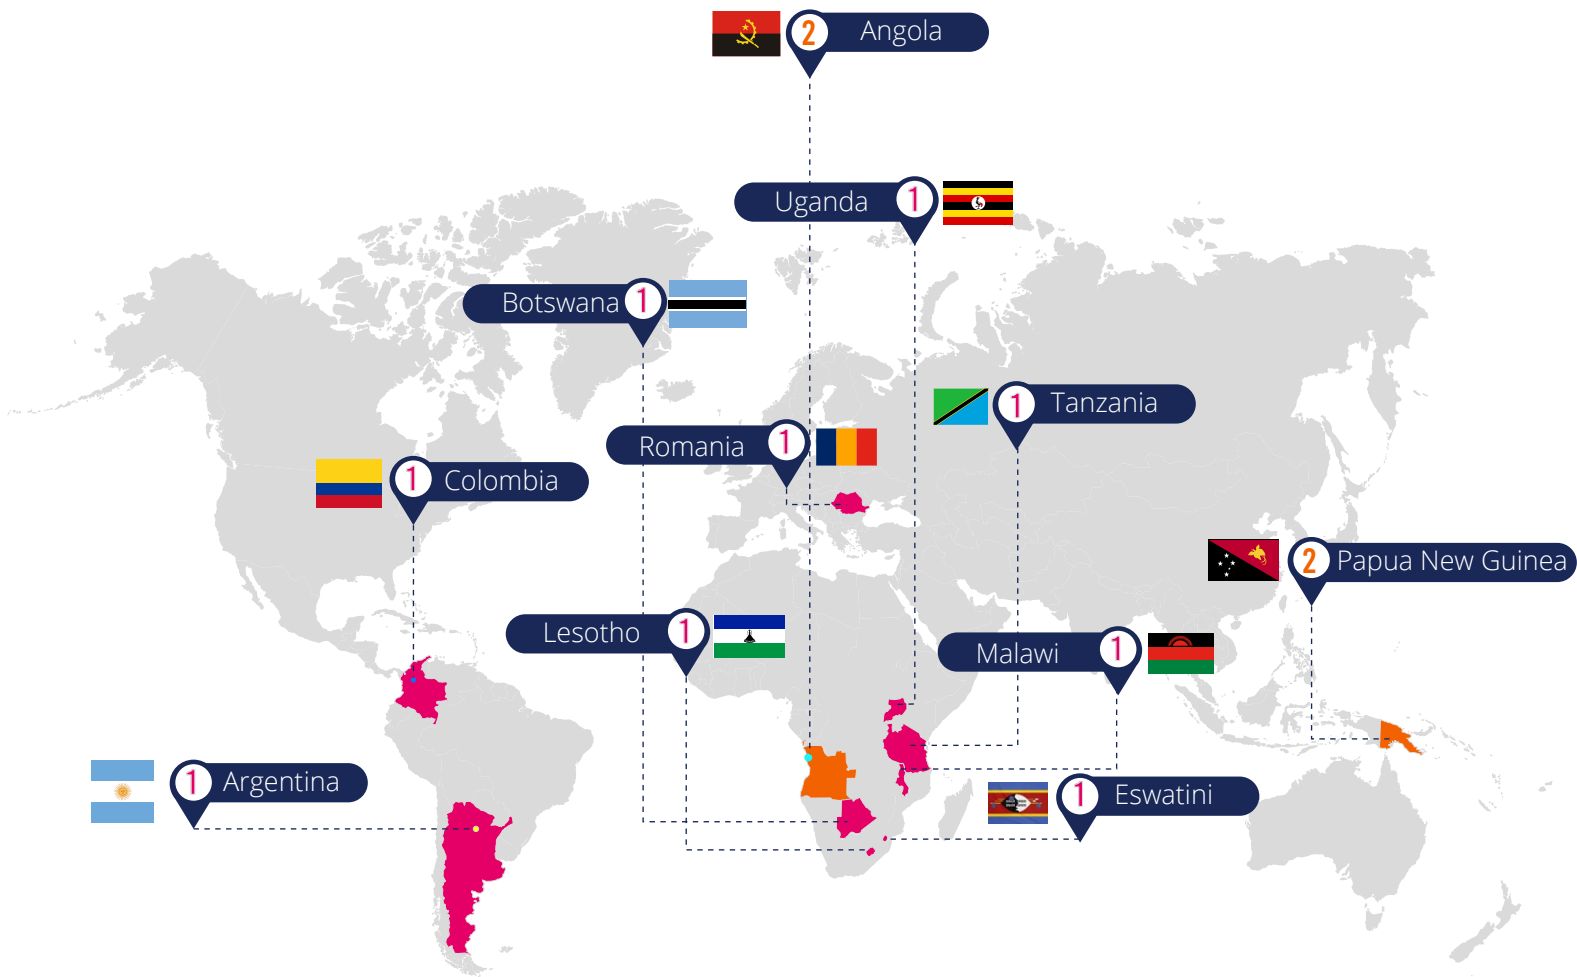 2 Angola
Uganda 1
Botswana 1
1 Tanzania
Romania 1
1 Colombia
2 Papua New Guinea
Lesotho 1
Malawi 1
1 Argentina
1 Eswatini